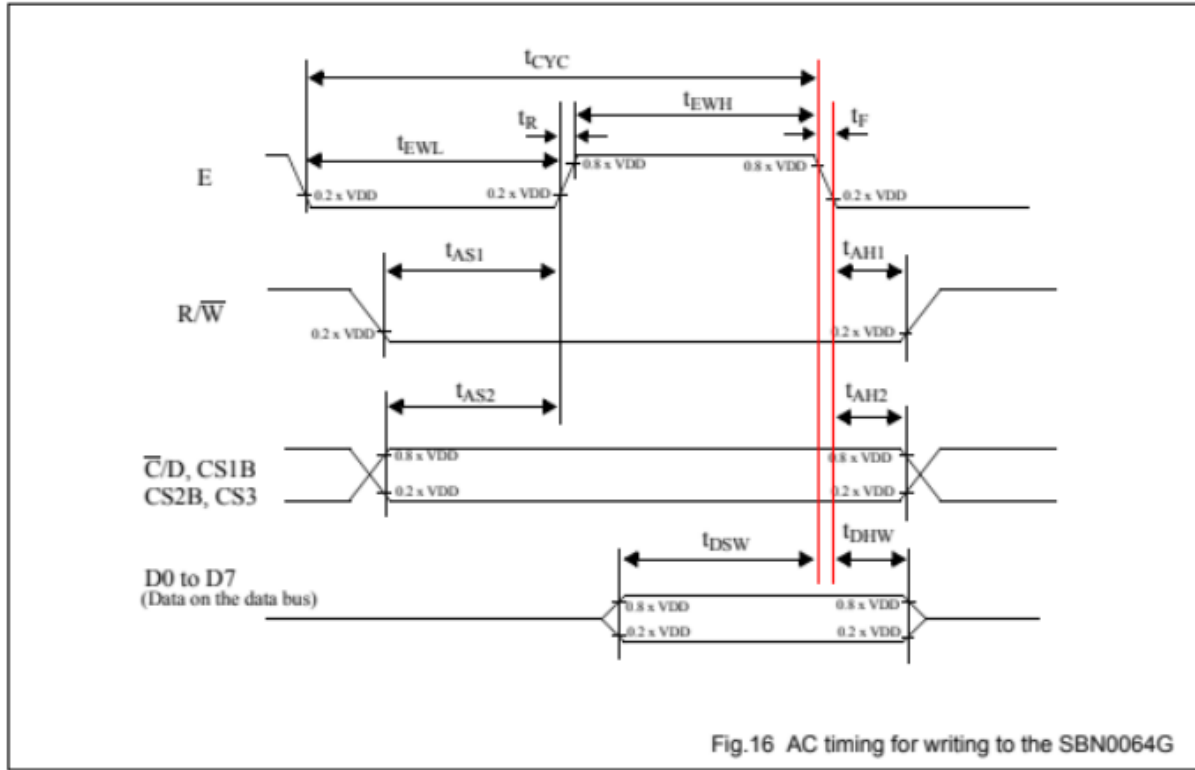 tCYC
tEWH
tR
tF
tEWL
E
0.8 x VDD
0.8 x VDD
0.2 x VDD
0.2 x VDD
0.2 x VDD
tAS1
tAH1
R/W̅
0.2 x VDD
0.2 x VDD
tAS2
tAH2
C̅/D, CS1B
CS2B, CS3
0.8 x VDD
0.8 x VDD
0.2 x VDD
0.2 x VDD
tDSW
tDHW
D0 to D7
(Data on the data bus)
0.8 x VDD
0.8 x VDD
0.2 x VDD
0.2 x VDD
Fig.16 AC timing for writing to the SBN0064G